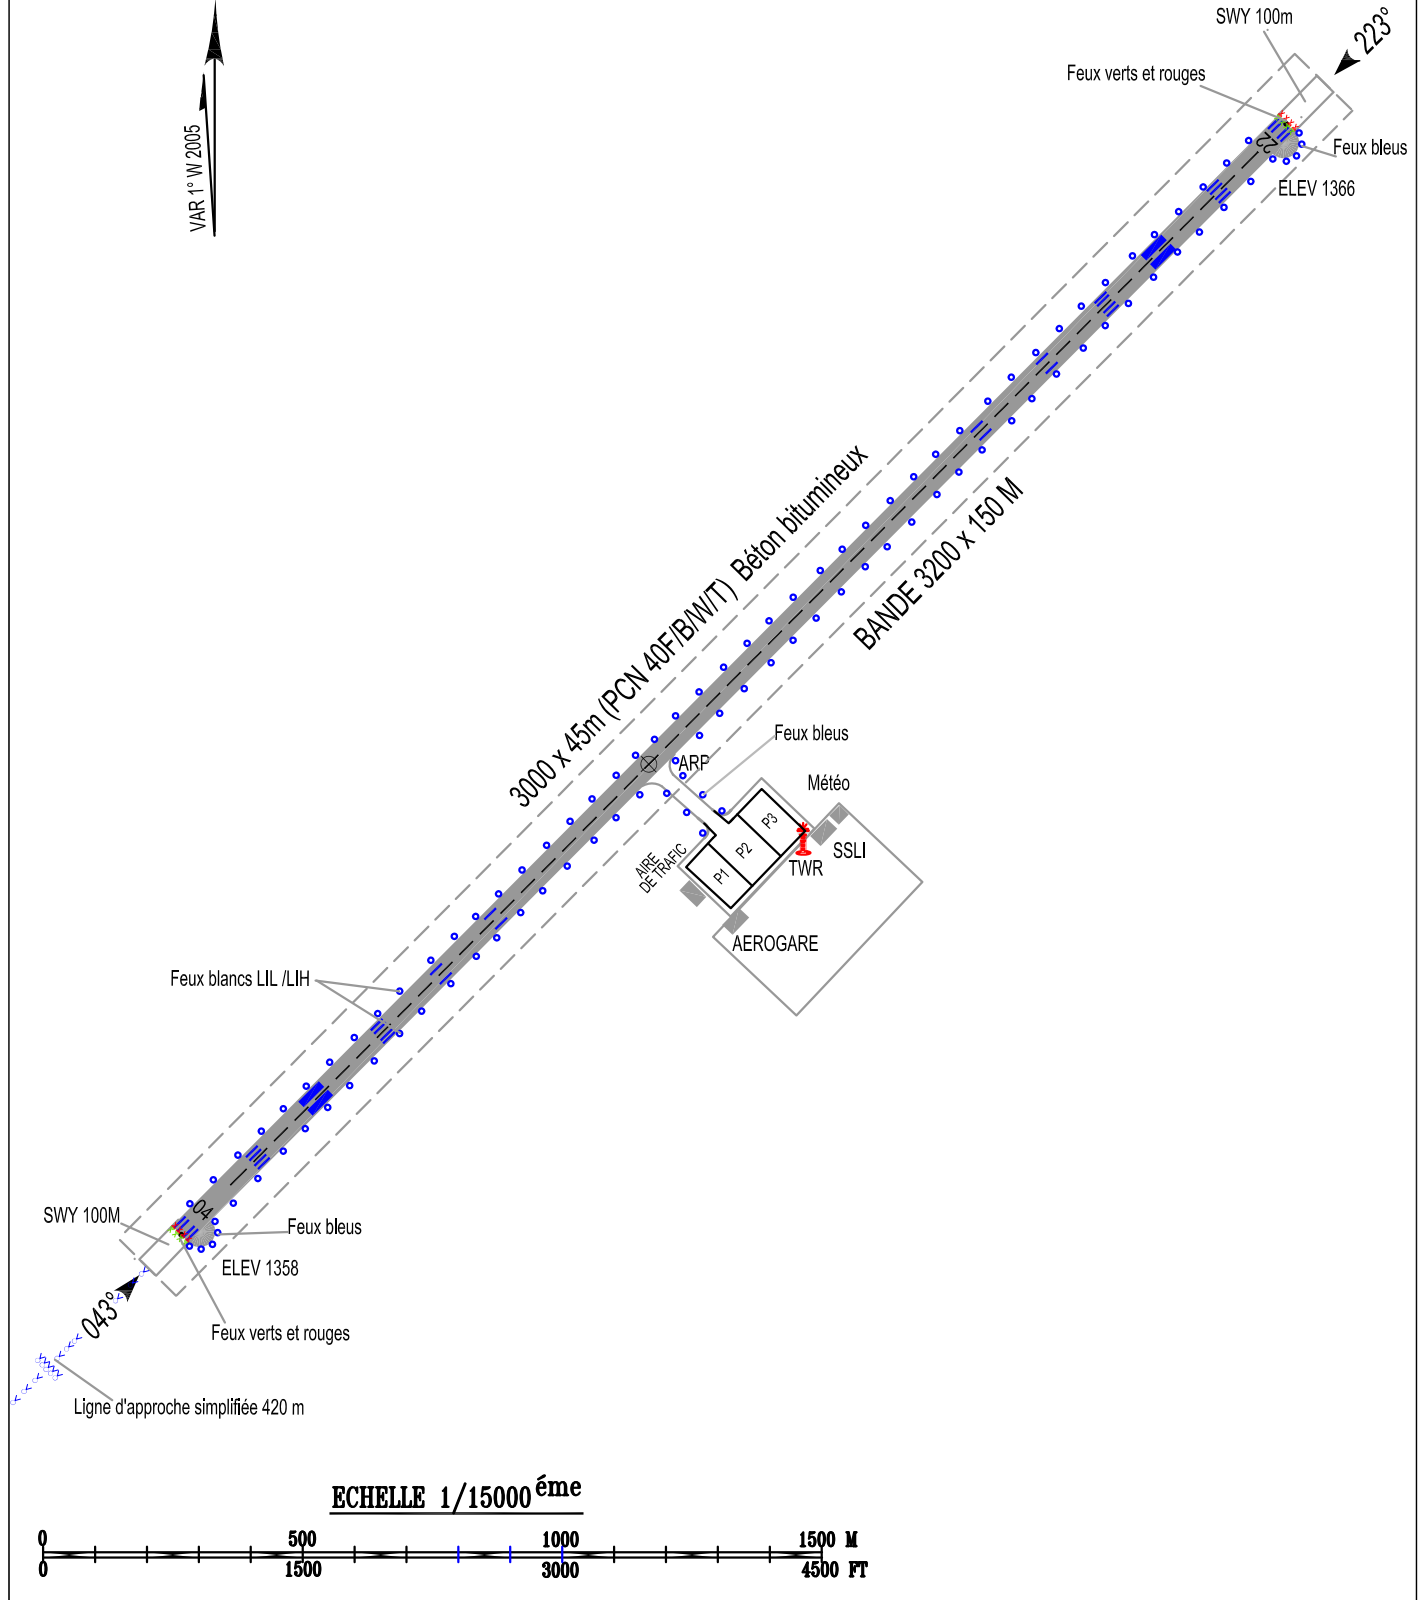 SWY 100m
223°
Feux verts et rouges
VAR 1° W 2005
22
Feux bleus
ELEV 1366
3000 x 45m (PCN 40F/B/W/T) Béton bitumineux
BANDE 3200 x 150 M
Feux bleus
ARP
Météo
P3
P2
P1
SSLI
TWR
AIRE
DE TRAFIC
AEROGARE
Feux blancs LIL /LIH
04
SWY 100M
Feux bleus
ELEV 1358
043°
Feux verts et rouges
Ligne d'approche simplifiée 420 m
ECHELLE 1/15000 éme
0 500 1000 1500 M
0 1500 3000 4500 FT